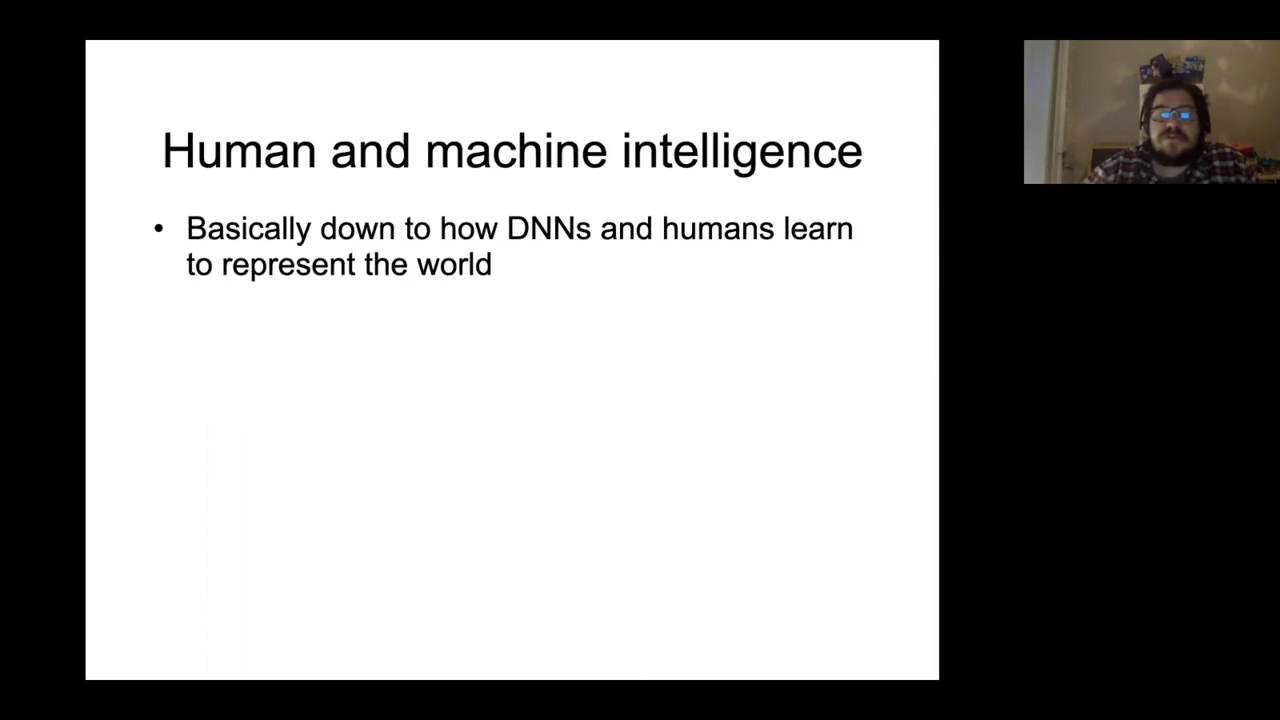 Human and machine intelligence
• Basically down to how DNNs and humans learn
to represent the world